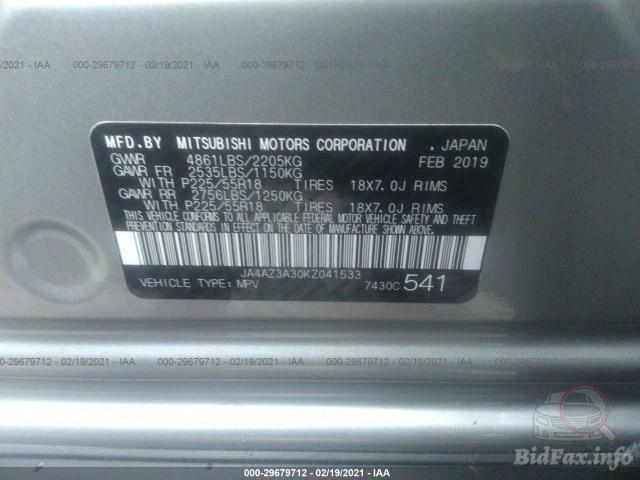 2/2021 - IAA 000-29679712 - 02/19/2021 - IAA 000-29679712 - 02/19/2021 - IAA 000-29679712 - 02/19/2021 - IAA
MFD.BY MITSUBISHI MOTORS CORPORATION . JAPAN
GVWR 4861LBS/2205KG FEB 2019
GAWR FR 2535LBS/1150KG
WITH P225/55R18 TIRES 18X7.0J RIMS
GAWR RR 2756LBS/1250KG
WITH P225/55R18 TIRES 18X7.0J RIMS
THIS VEHICLE CONFORMS TO ALL APPLICABLE FEDERAL MOTOR VEHICLE SAFETY AND
THEFT PREVENTION STANDARDS IN EFFECT ON THE DATE OF MANUFACTURE SHOWN ABOVE.
JA4AZ3A30KZ041533
VEHICLE TYPE: MPV 7430C 541
000-29679712 - 02/19/2021 - IAA
BidFax.info
000-29679712 - 02/19/2021 - IAA